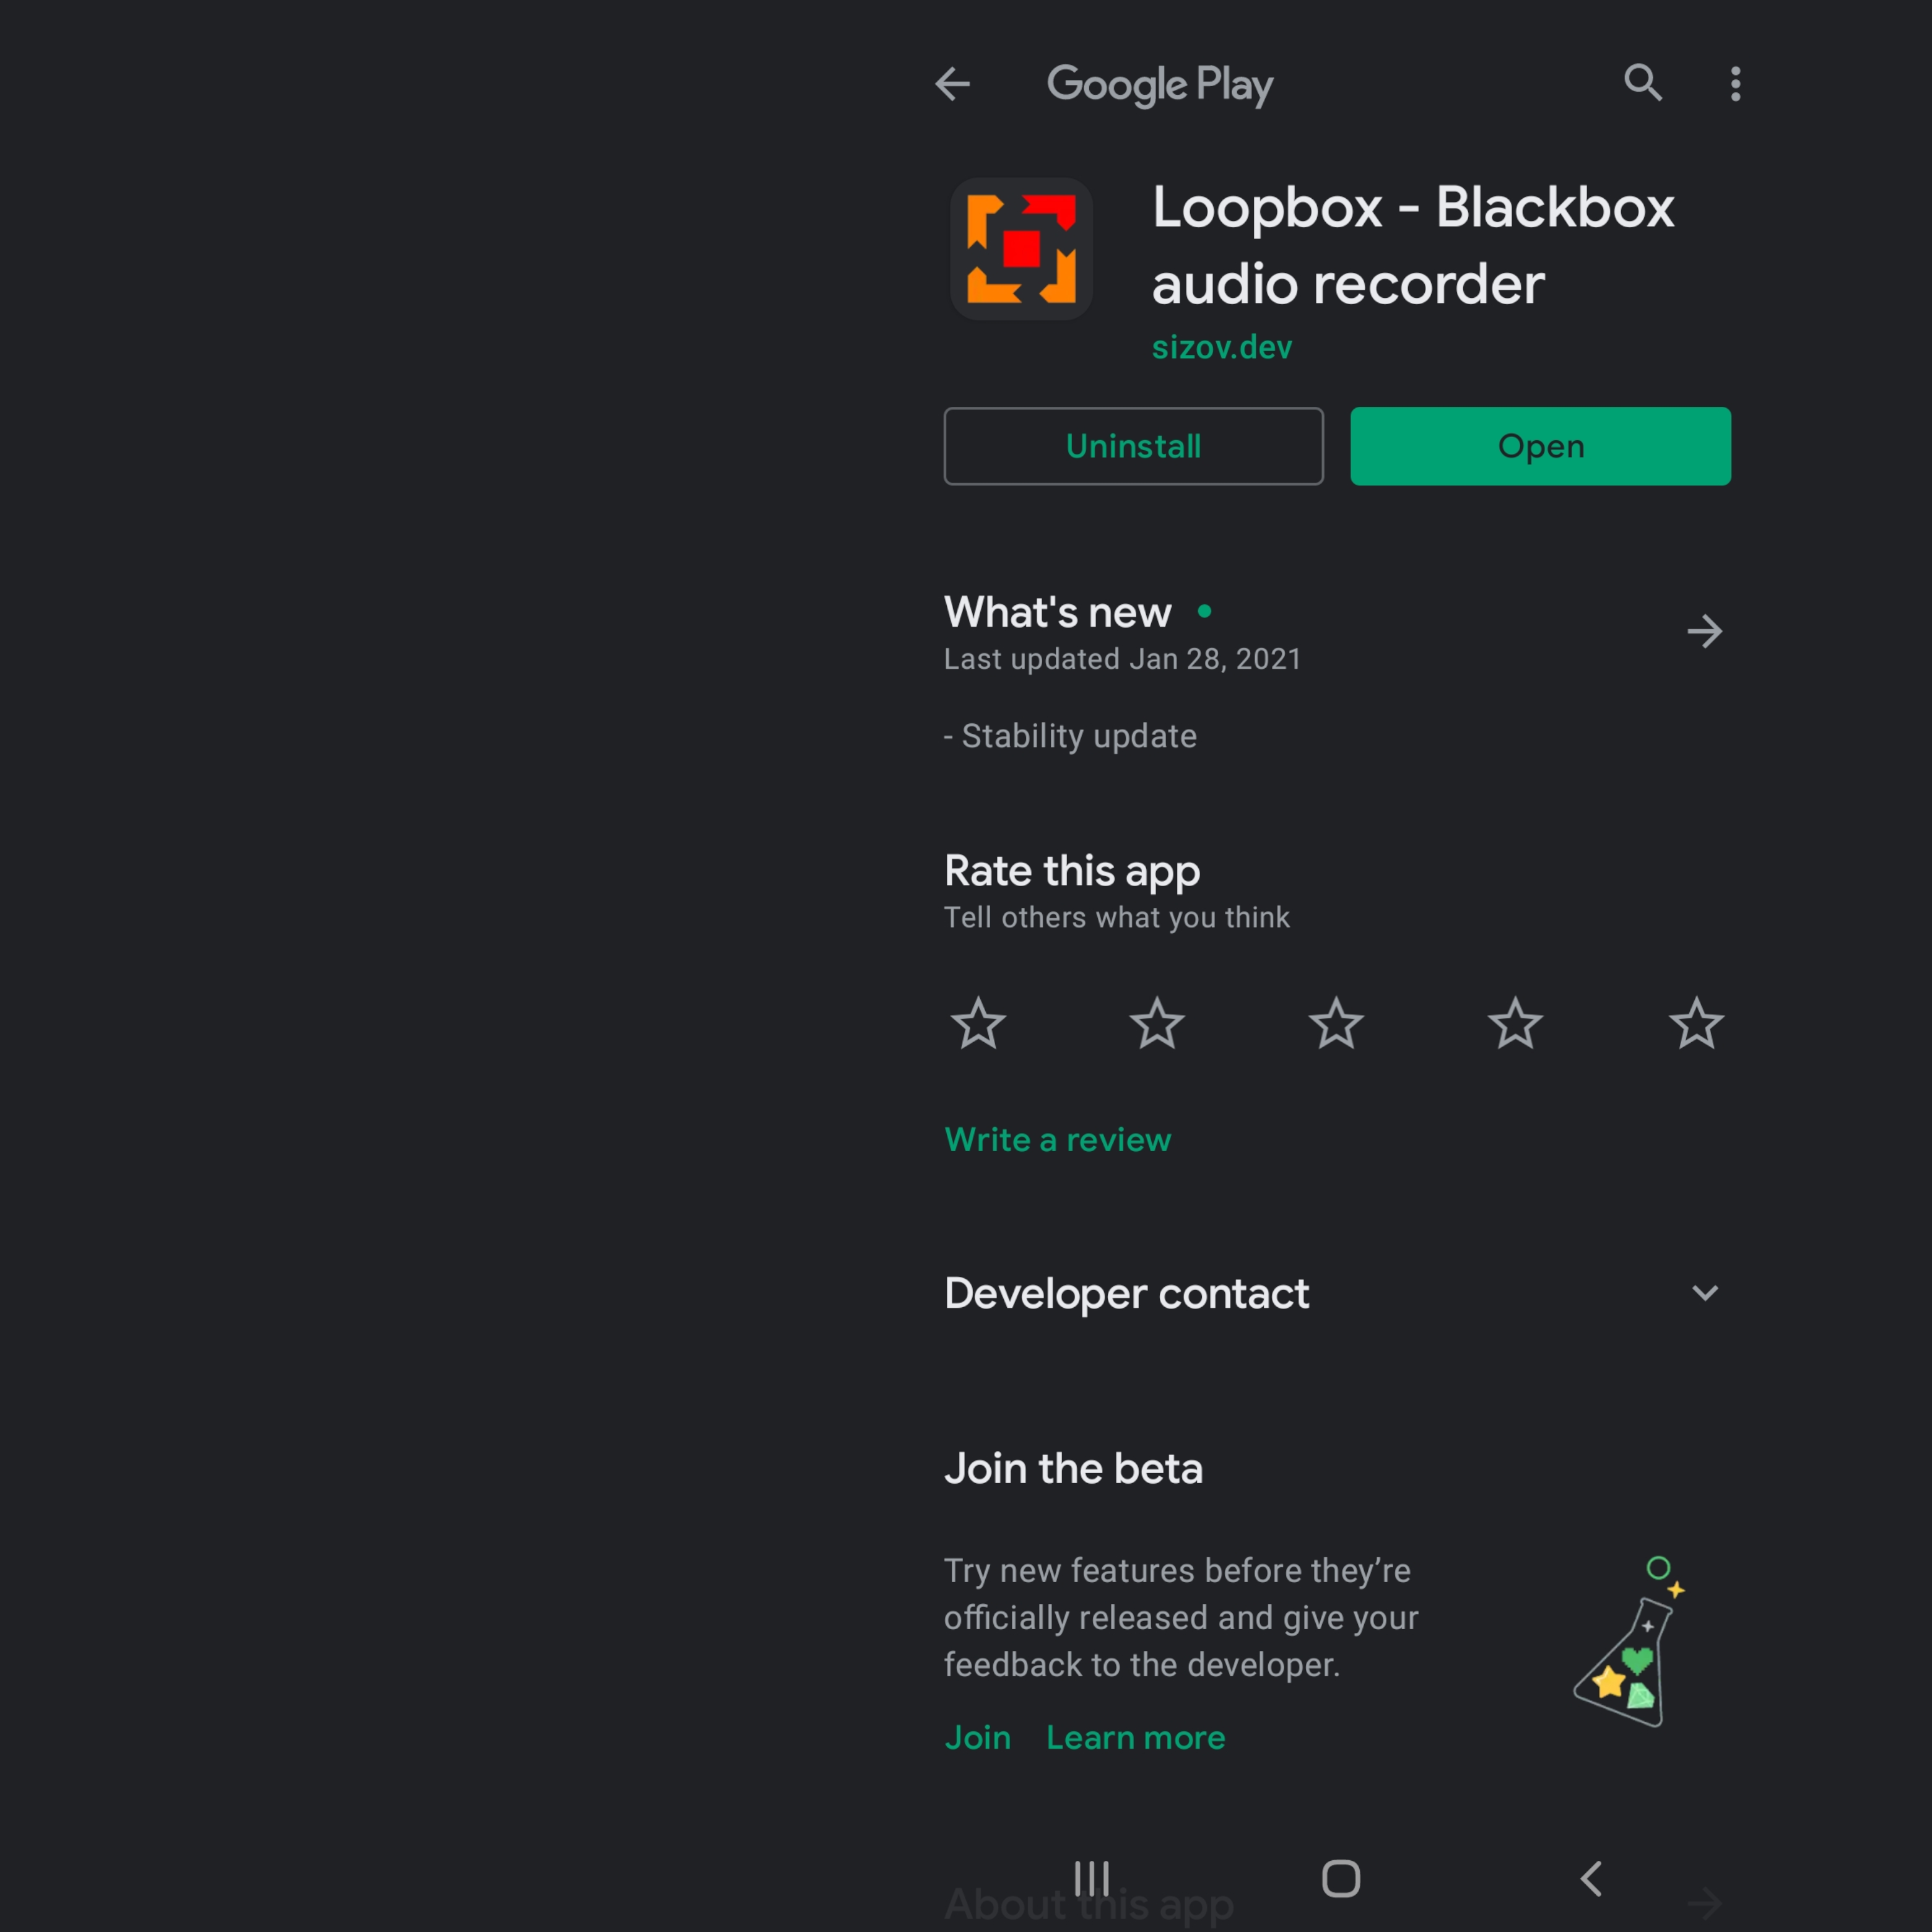 Google Play
Loopbox - Blackbox
audio recorder
sizov.dev
Uninstall
Open
What's new
Last updated Jan 28, 2021
- Stability update
Rate this app
Tell others what you think
Write a review
Developer contact
Join the beta
Try new features before they’re
officially released and give your
feedback to the developer.
Join
Learn more
About this app